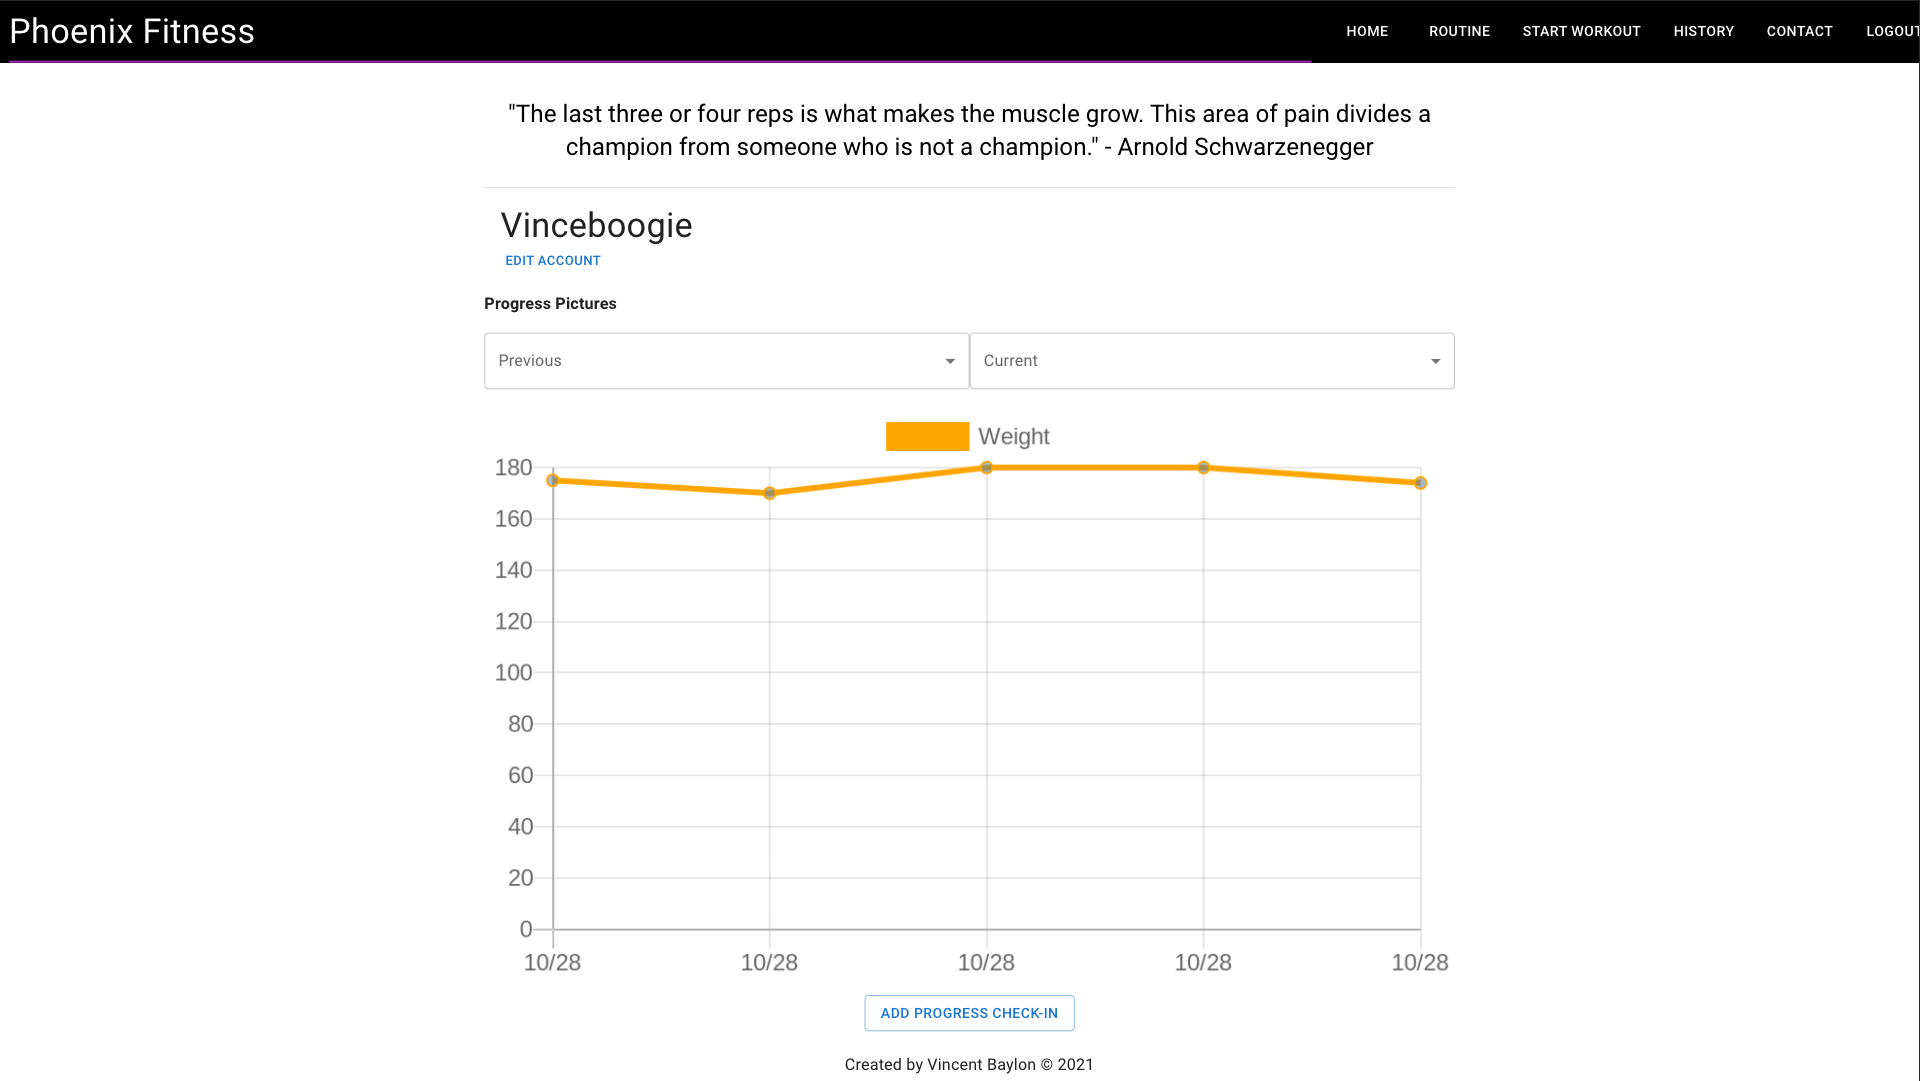 Phoenix Fitness
HOME ROUTINE START WORKOUT HISTORY CONTACT LOGOUT
"The last three or four reps is what makes the muscle grow. This area of pain divides a
champion from someone who is not a champion." - Arnold Schwarzenegger
Vinceboogie
EDIT ACCOUNT
Progress Pictures
Previous Current
Weight
180
160
140
120
100
80
60
40
20
0
10/28 10/28 10/28 10/28 10/28
ADD PROGRESS CHECK-IN
Created by Vincent Baylon © 2021